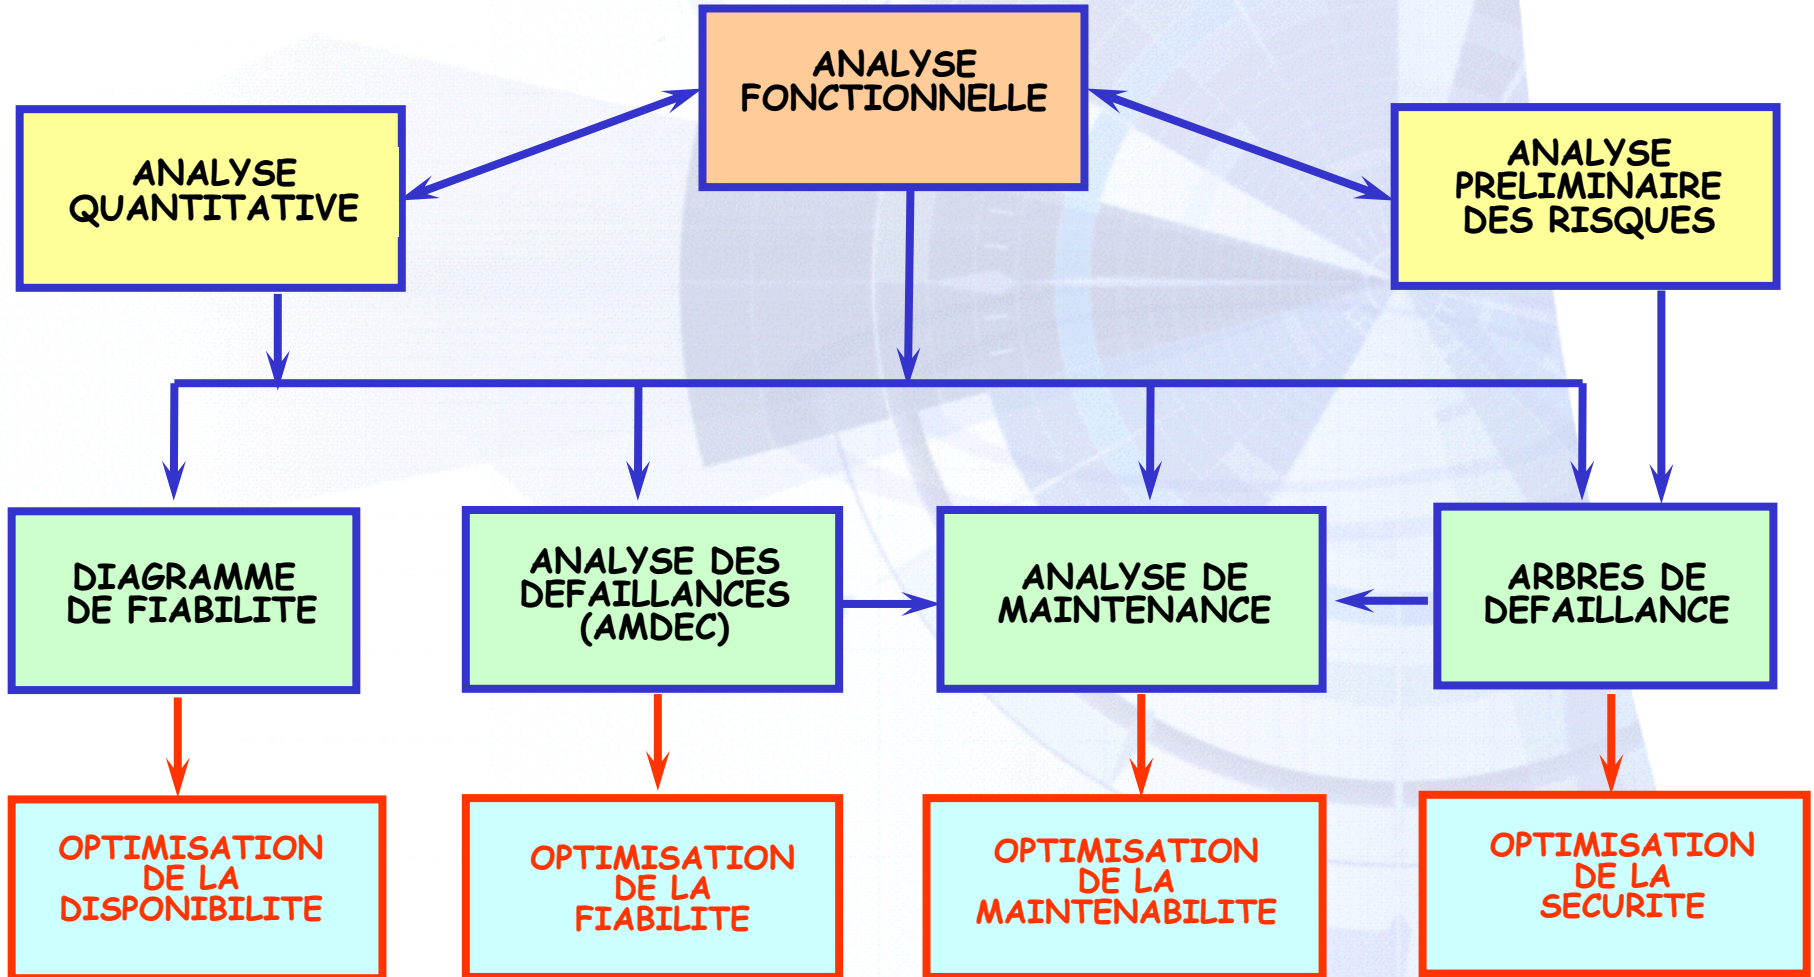 ANALYSE
FONCTIONNELLE
ANALYSE
QUANTITATIVE
ANALYSE
PRELIMINAIRE
DES RISQUES
DIAGRAMME
DE FIABILITE
ANALYSE DES
DEFAILLANCES
(AMDEC)
ANALYSE DE
MAINTENANCE
ARBRES DE
DEFAILLANCE
OPTIMISATION
DE LA
DISPONIBILITE
OPTIMISATION
DE LA
FIABILITE
OPTIMISATION
DE LA
MAINTENABILITE
OPTIMISATION
DE LA
SECURITE